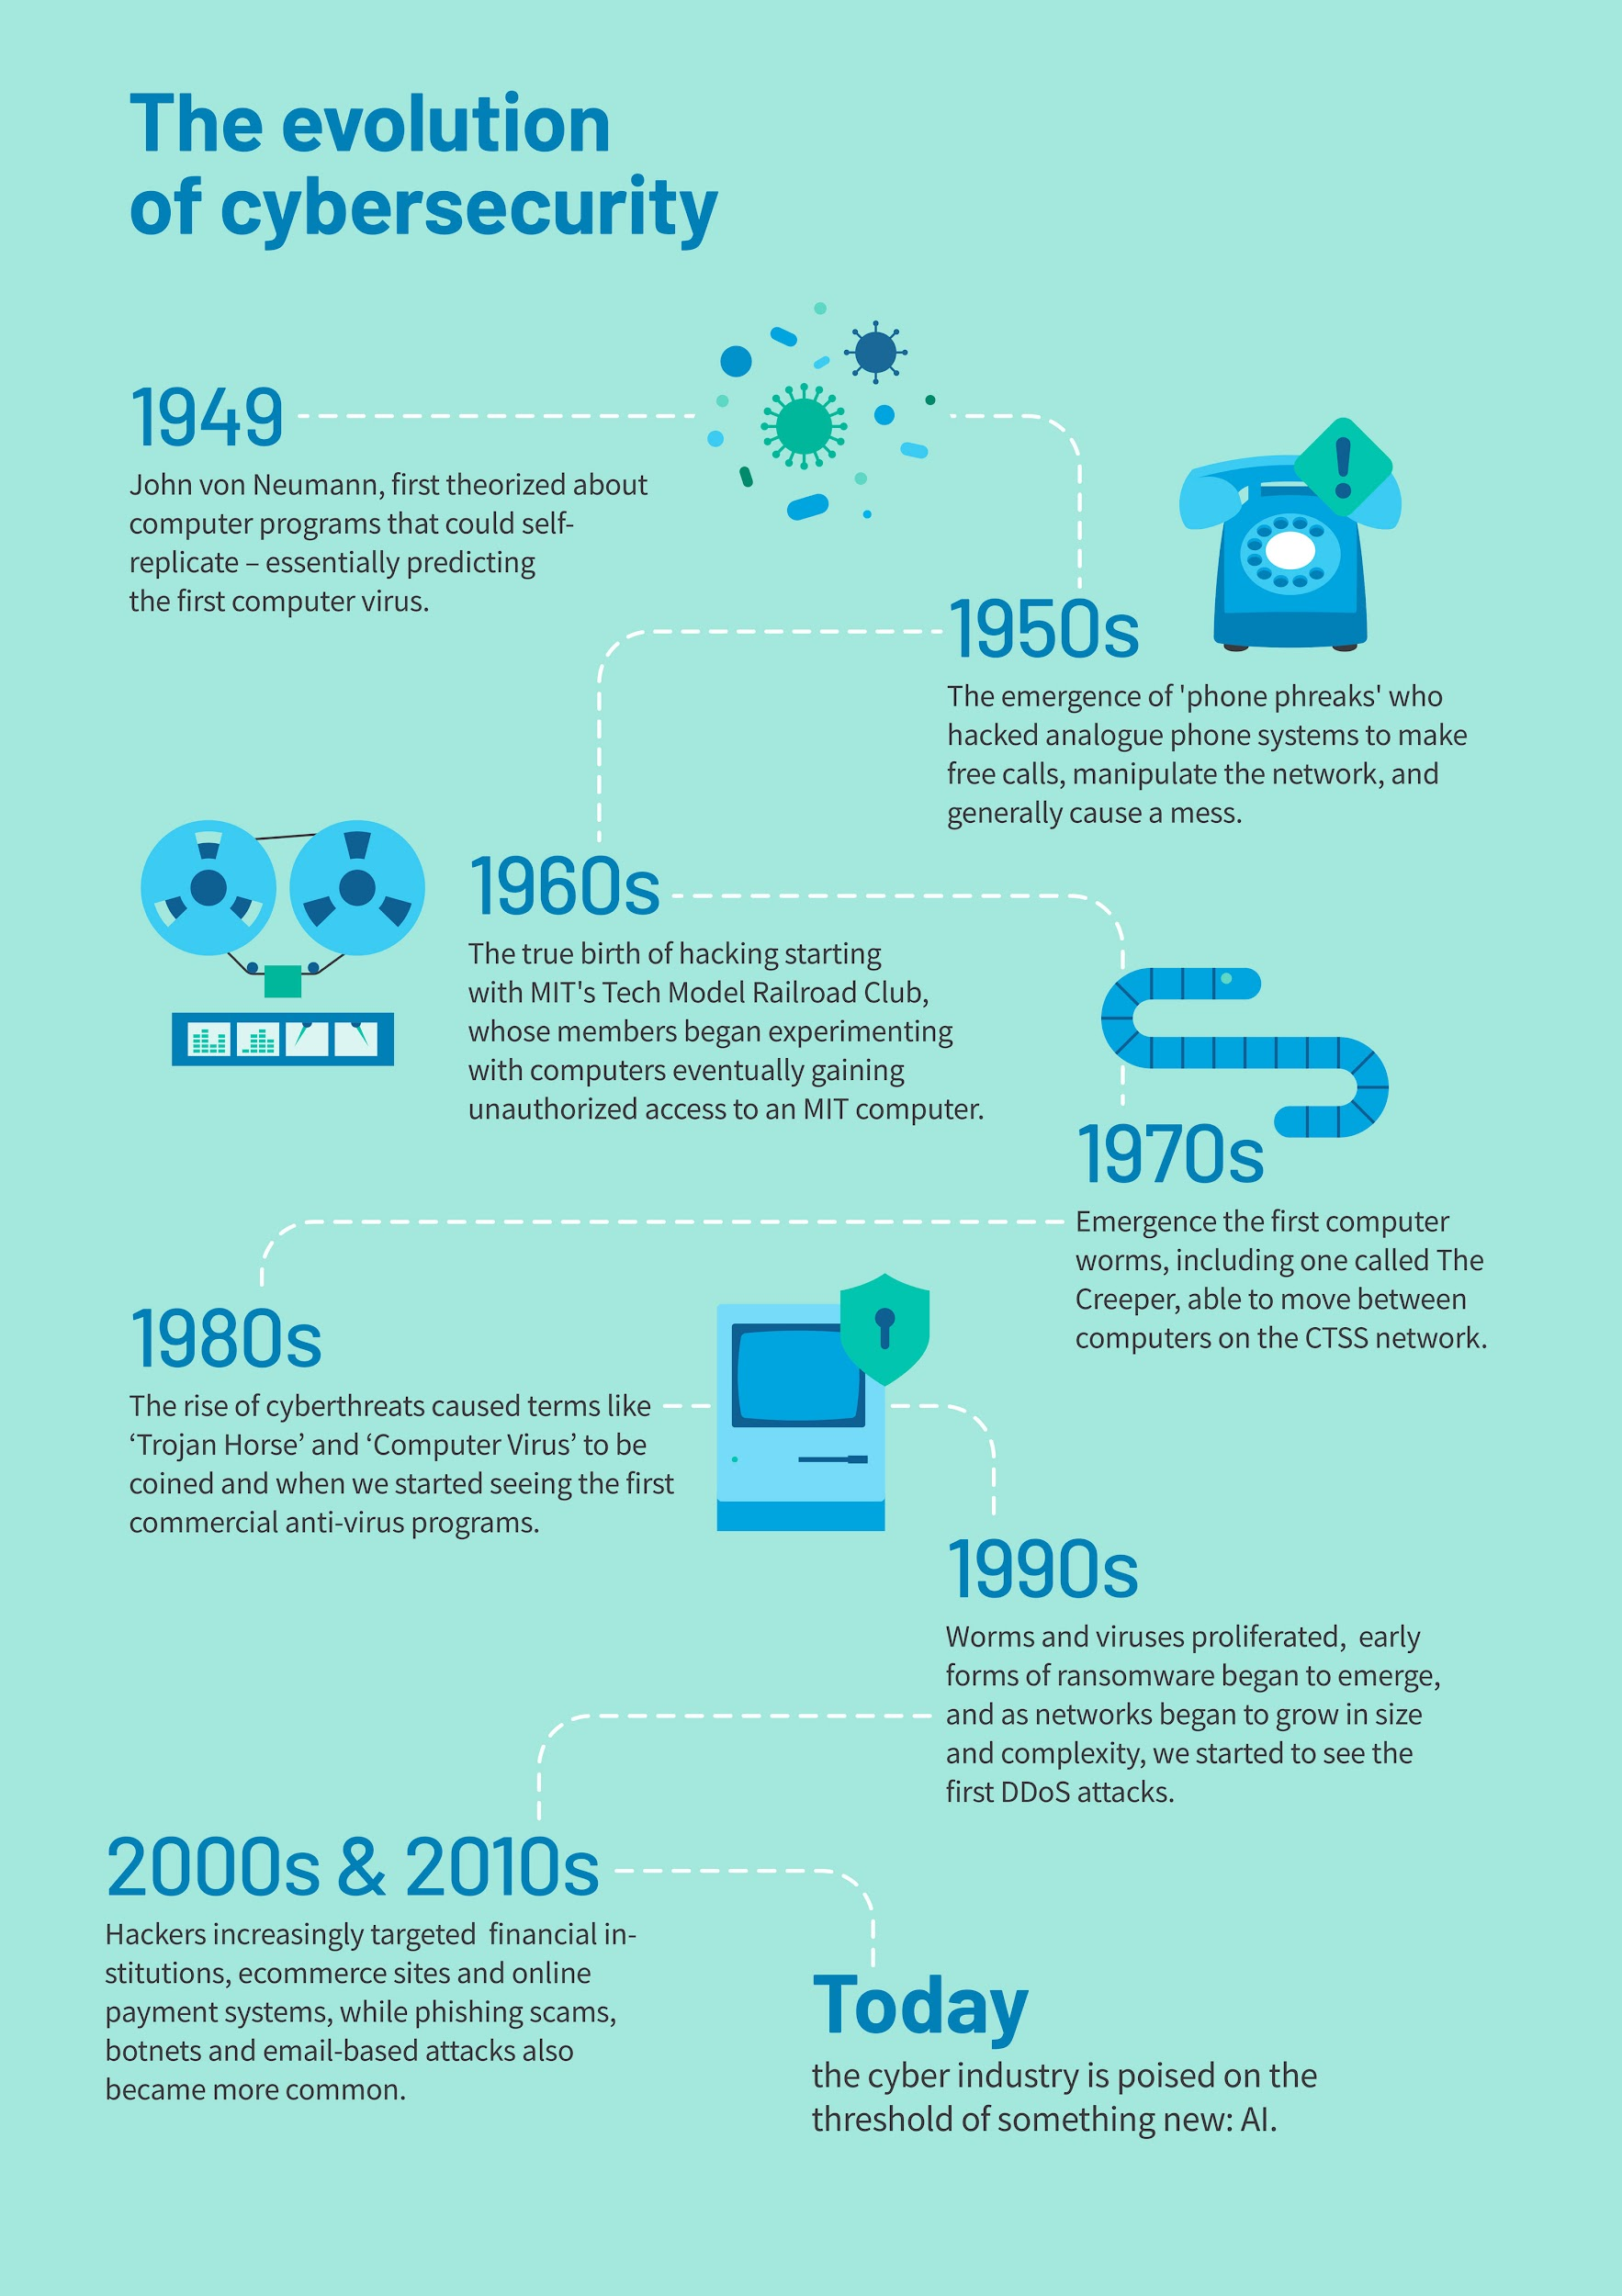 The evolution
of cybersecurity
1949
John von Neumann, first theorized about
computer programs that could self-
replicate – essentially predicting
the first computer virus.
1950s
The emergence of 'phone phreaks' who
hacked analogue phone systems to make
free calls, manipulate the network, and
generally cause a mess.
1960s
The true birth of hacking starting
with MIT's Tech Model Railroad Club,
whose members began experimenting
with computers eventually gaining
unauthorized access to an MIT computer.
1970s
Emergence the first computer
worms, including one called The
Creeper, able to move between
computers on the CTSS network.
1980s
The rise of cyberthreats caused terms like
‘Trojan Horse’ and ‘Computer Virus’ to be
coined and when we started seeing the first
commercial anti-virus programs.
1990s
Worms and viruses proliferated,  early
forms of ransomware began to emerge,
and as networks began to grow in size
and complexity, we started to see the
first DDoS attacks.
2000s & 2010s
Hackers increasingly targeted  financial in-
stitutions, ecommerce sites and online
payment systems, while phishing scams,
botnets and email-based attacks also
became more common.
Today
the cyber industry is poised on the
threshold of something new: AI.